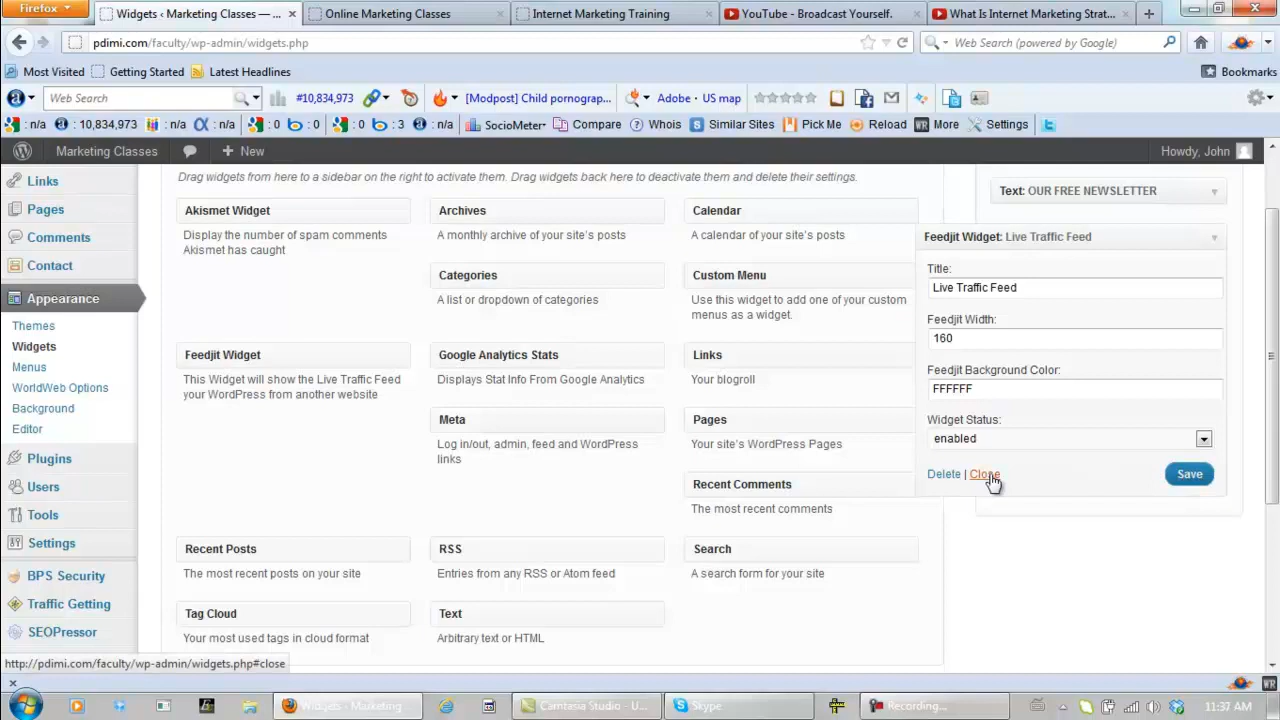 Firefox
Widgets ‹ Marketing Classes —...
Online Marketing Classes
Internet Marketing Training
YouTube - Broadcast Yourself.
What Is Internet Marketing Strat...
pdimi.com/faculty/wp-admin/widgets.php
Web Search (powered by Google)
Most Visited
Getting Started
Latest Headlines
Bookmarks
Web Search
#10,834,973
[Modpost] Child pornograp...
Adobe · US map
: n/a
: 10,834,973
: n/a
: n/a
: 0
: 0
: 0
: 3
: n/a
SocioMeter
Compare
Whois
Similar Sites
Pick Me
Reload
WR More
Settings
Marketing Classes
New
Howdy, John
Links
Pages
Comments
Contact
Appearance
Themes
Widgets
Menus
WorldWeb Options
Background
Editor
Plugins
Users
Tools
Settings
BPS Security
Traffic Getting
SEOPressor
Drag widgets from here to a sidebar on the right to activate them. Drag widgets back here to deactivate them and delete their settings.
Akismet Widget
Display the number of spam comments
Akismet has caught
Archives
A monthly archive of your site's posts
Calendar
A calendar of your site's posts
Categories
A list or dropdown of categories
Custom Menu
Use this widget to add one of your custom
menus as a widget.
Feedjit Widget
This Widget will show the Live Traffic Feed
your WordPress from another website
Google Analytics Stats
Displays Stat Info From Google Analytics
Links
Your blogroll
Meta
Log in/out, admin, feed and WordPress
links
Pages
Your site's WordPress Pages
Recent Comments
The most recent comments
Recent Posts
The most recent posts on your site
RSS
Entries from any RSS or Atom feed
Search
A search form for your site
Tag Cloud
Your most used tags in cloud format
Text
Arbitrary text or HTML
Text: OUR FREE NEWSLETTER
Feedjit Widget: Live Traffic Feed
Title:
Live Traffic Feed
Feedjit Width:
160
Feedjit Background Color:
FFFFFF
Widget Status:
enabled
Delete | Close
Save
http://pdimi.com/faculty/wp-admin/widgets.php#close
WR
Widgets ‹ Marketing ...
Camtasia Studio - U...
Skype
Recording...
11:37 AM